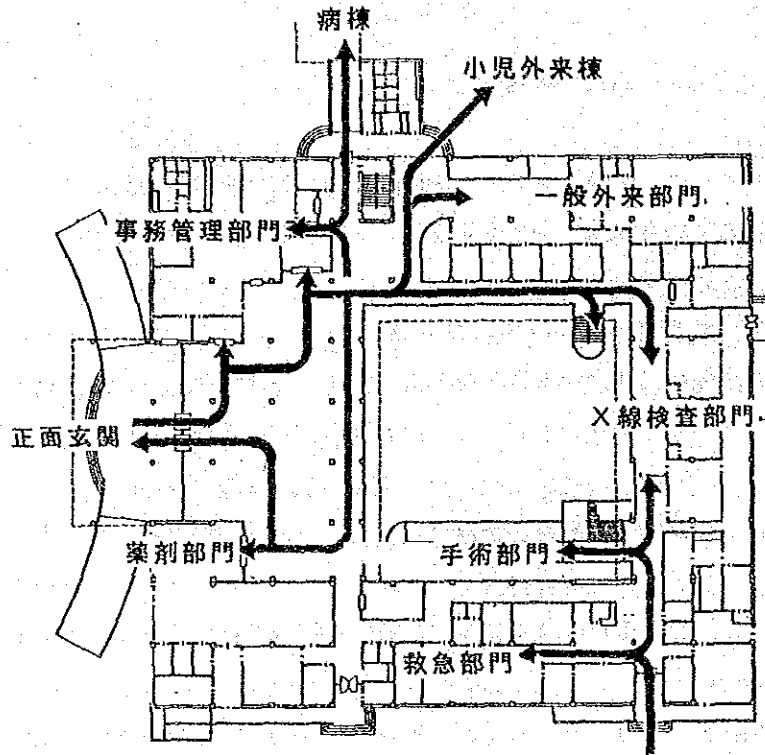 病棟
小児外来棟
一般外来部門
事務管理部門
X線検査部門
正面玄関
薬剤部門
手術部門
救急部門